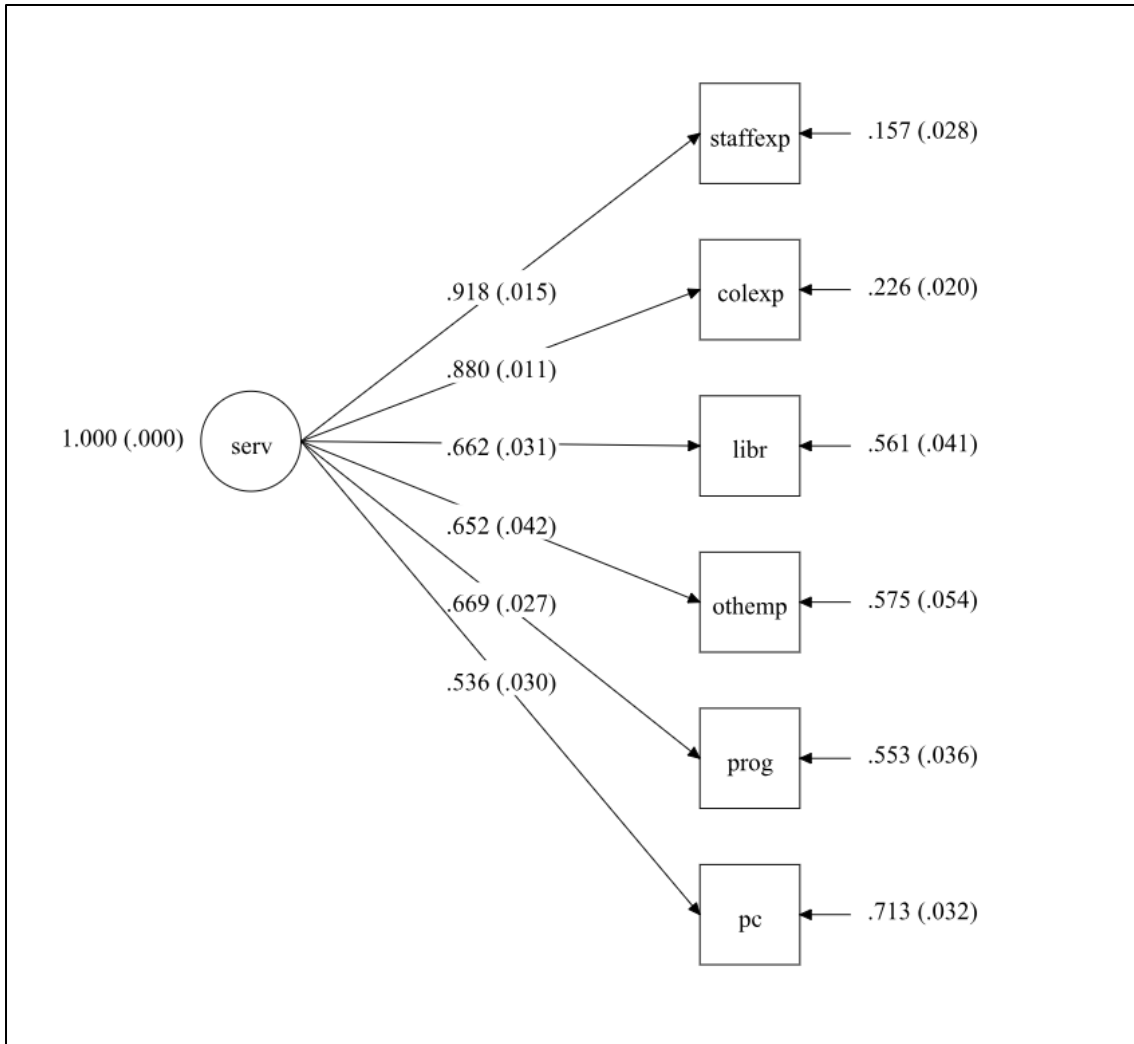 staffexp
.157 (.028)
.918 (.015)
colexp
.226 (.020)
.880 (.011)
1.000 (.000)
serv
.662 (.031)
libr
.561 (.041)
.652 (.042)
othemp
.575 (.054)
.669 (.027)
.536 (.030)
prog
.553 (.036)
pc
.713 (.032)